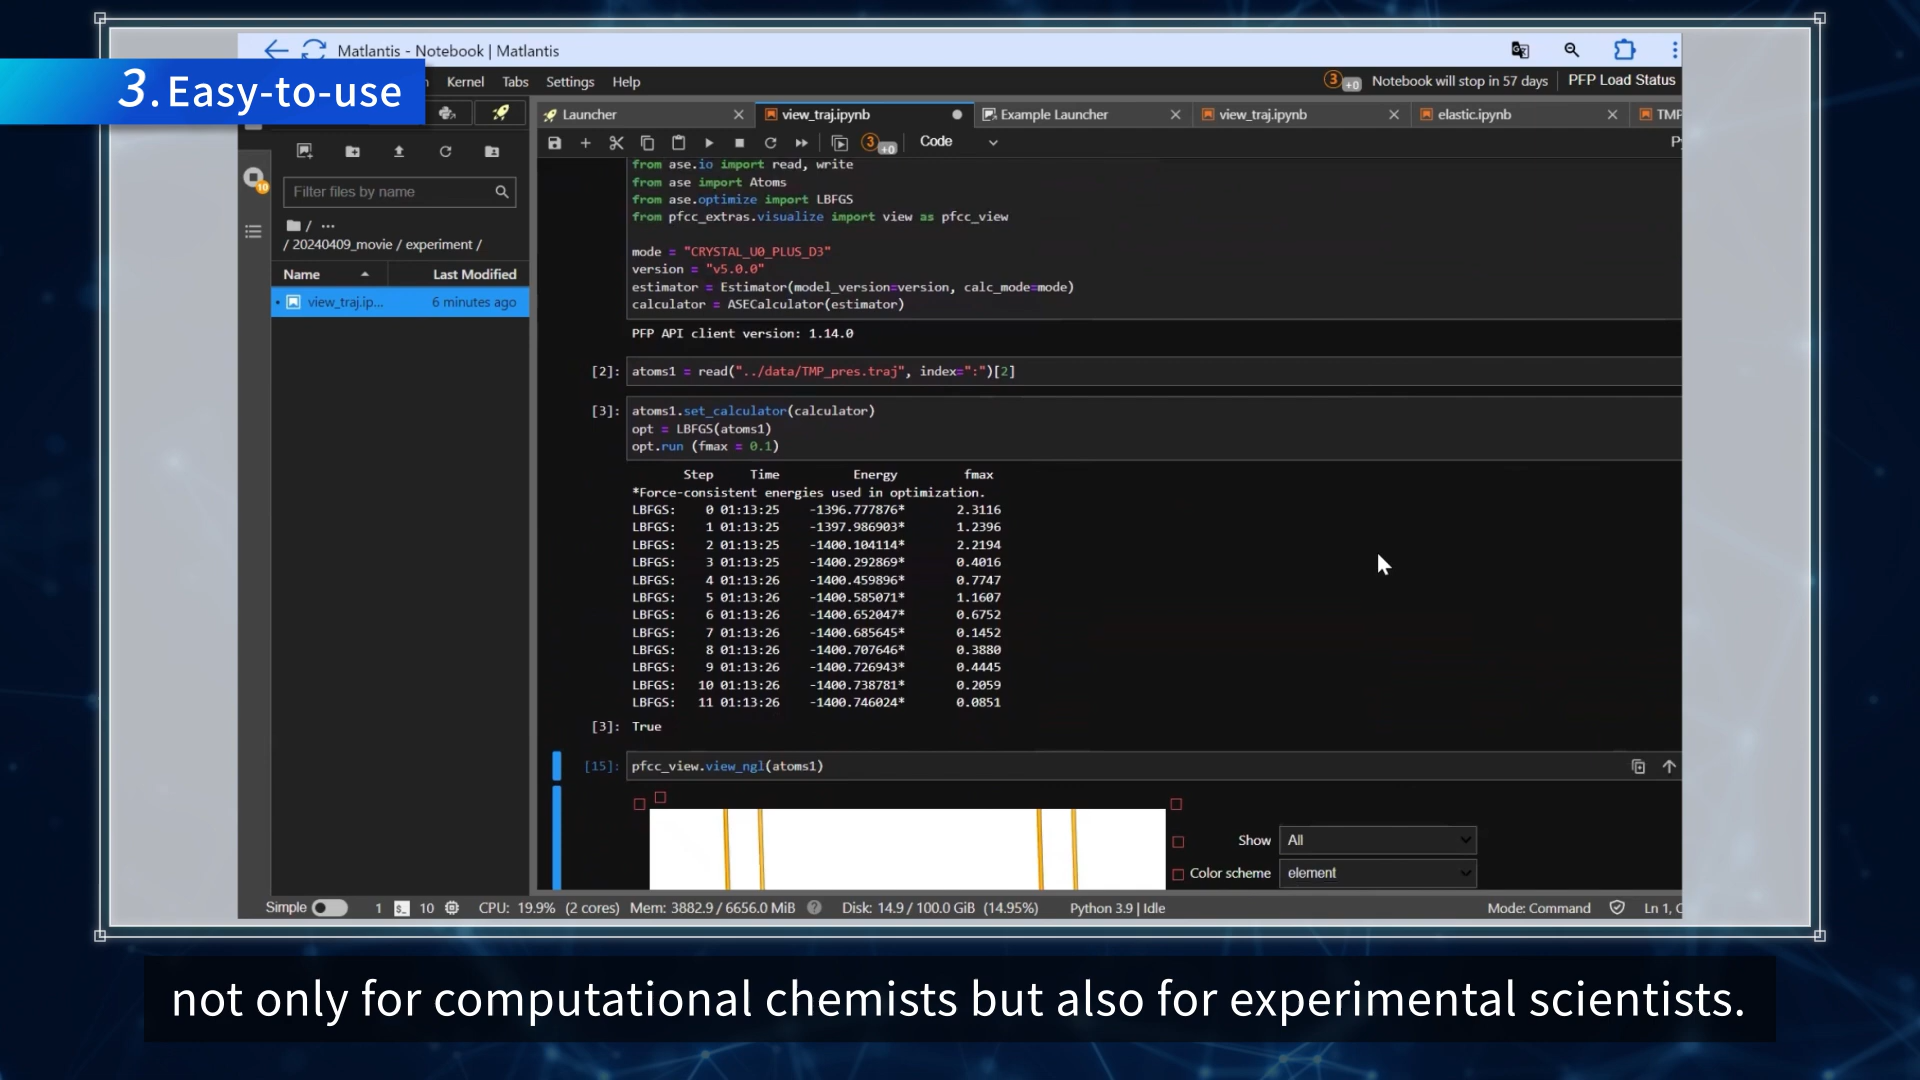 Matlantis - Notebook | Matlantis
3. Easy-to-use
Kernel Tabs Settings Help
3 +0 Notebook will stop in 57 days PFP Load Status
Launcher
view_traj.ipynb
Example Launcher
view_traj.ipynb
elastic.ipynb
TMP
3 +0 Code
Filter files by name
10
/ ...
/ 20240409_movie / experiment /
Name Last Modified
view_traj.ip... 6 minutes ago
from ase.io import read, write
from ase import Atoms
from ase.optimize import LBFGS
from pfcc_extras.visualize import view as pfcc_view
mode = "CRYSTAL_U0_PLUS_D3"
version = "v5.0.0"
estimator = Estimator(model_version=version, calc_mode=mode)
calculator = ASECalculator(estimator)
PFP API client version: 1.14.0
[2]: atoms1 = read("../data/TMP_pres.traj", index=":")[2]
[3]: atoms1.set_calculator(calculator)
opt = LBFGS(atoms1)
opt.run (fmax = 0.1)
Step Time Energy fmax
*Force-consistent energies used in optimization.
LBFGS: 0 01:13:25 -1396.777876* 2.3116
LBFGS: 1 01:13:25 -1397.986903* 1.2396
LBFGS: 2 01:13:25 -1400.104114* 2.2194
LBFGS: 3 01:13:25 -1400.292869* 0.4016
LBFGS: 4 01:13:26 -1400.459896* 0.7747
LBFGS: 5 01:13:26 -1400.585071* 1.1607
LBFGS: 6 01:13:26 -1400.652047* 0.6752
LBFGS: 7 01:13:26 -1400.685645* 0.1452
LBFGS: 8 01:13:26 -1400.707646* 0.3880
LBFGS: 9 01:13:26 -1400.726943* 0.4445
LBFGS: 10 01:13:26 -1400.738781* 0.2059
LBFGS: 11 01:13:26 -1400.746024* 0.0851
[3]: True
[15]: pfcc_view.view_ngl(atoms1)
Show All
Color scheme element
Simple 1 10 CPU: 19.9% (2 cores) Mem: 3882.9 / 6656.0 MiB Disk: 14.9 / 100.0 GiB (14.95%) Python 3.9 | Idle Mode: Command Ln 1, C
not only for computational chemists but also for experimental scientists.